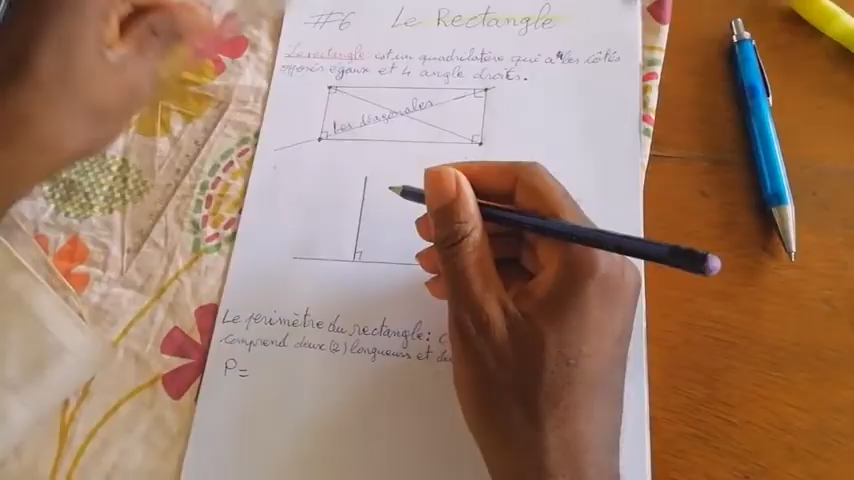 #6 Le Rectangle
Le rectangle est un quadrilatère qui a les côtés
opposés égaux et 4 angle droits.
Les diagonales
Le périmètre du rectangle: C
comprend deux (2) longueurs et de
P=